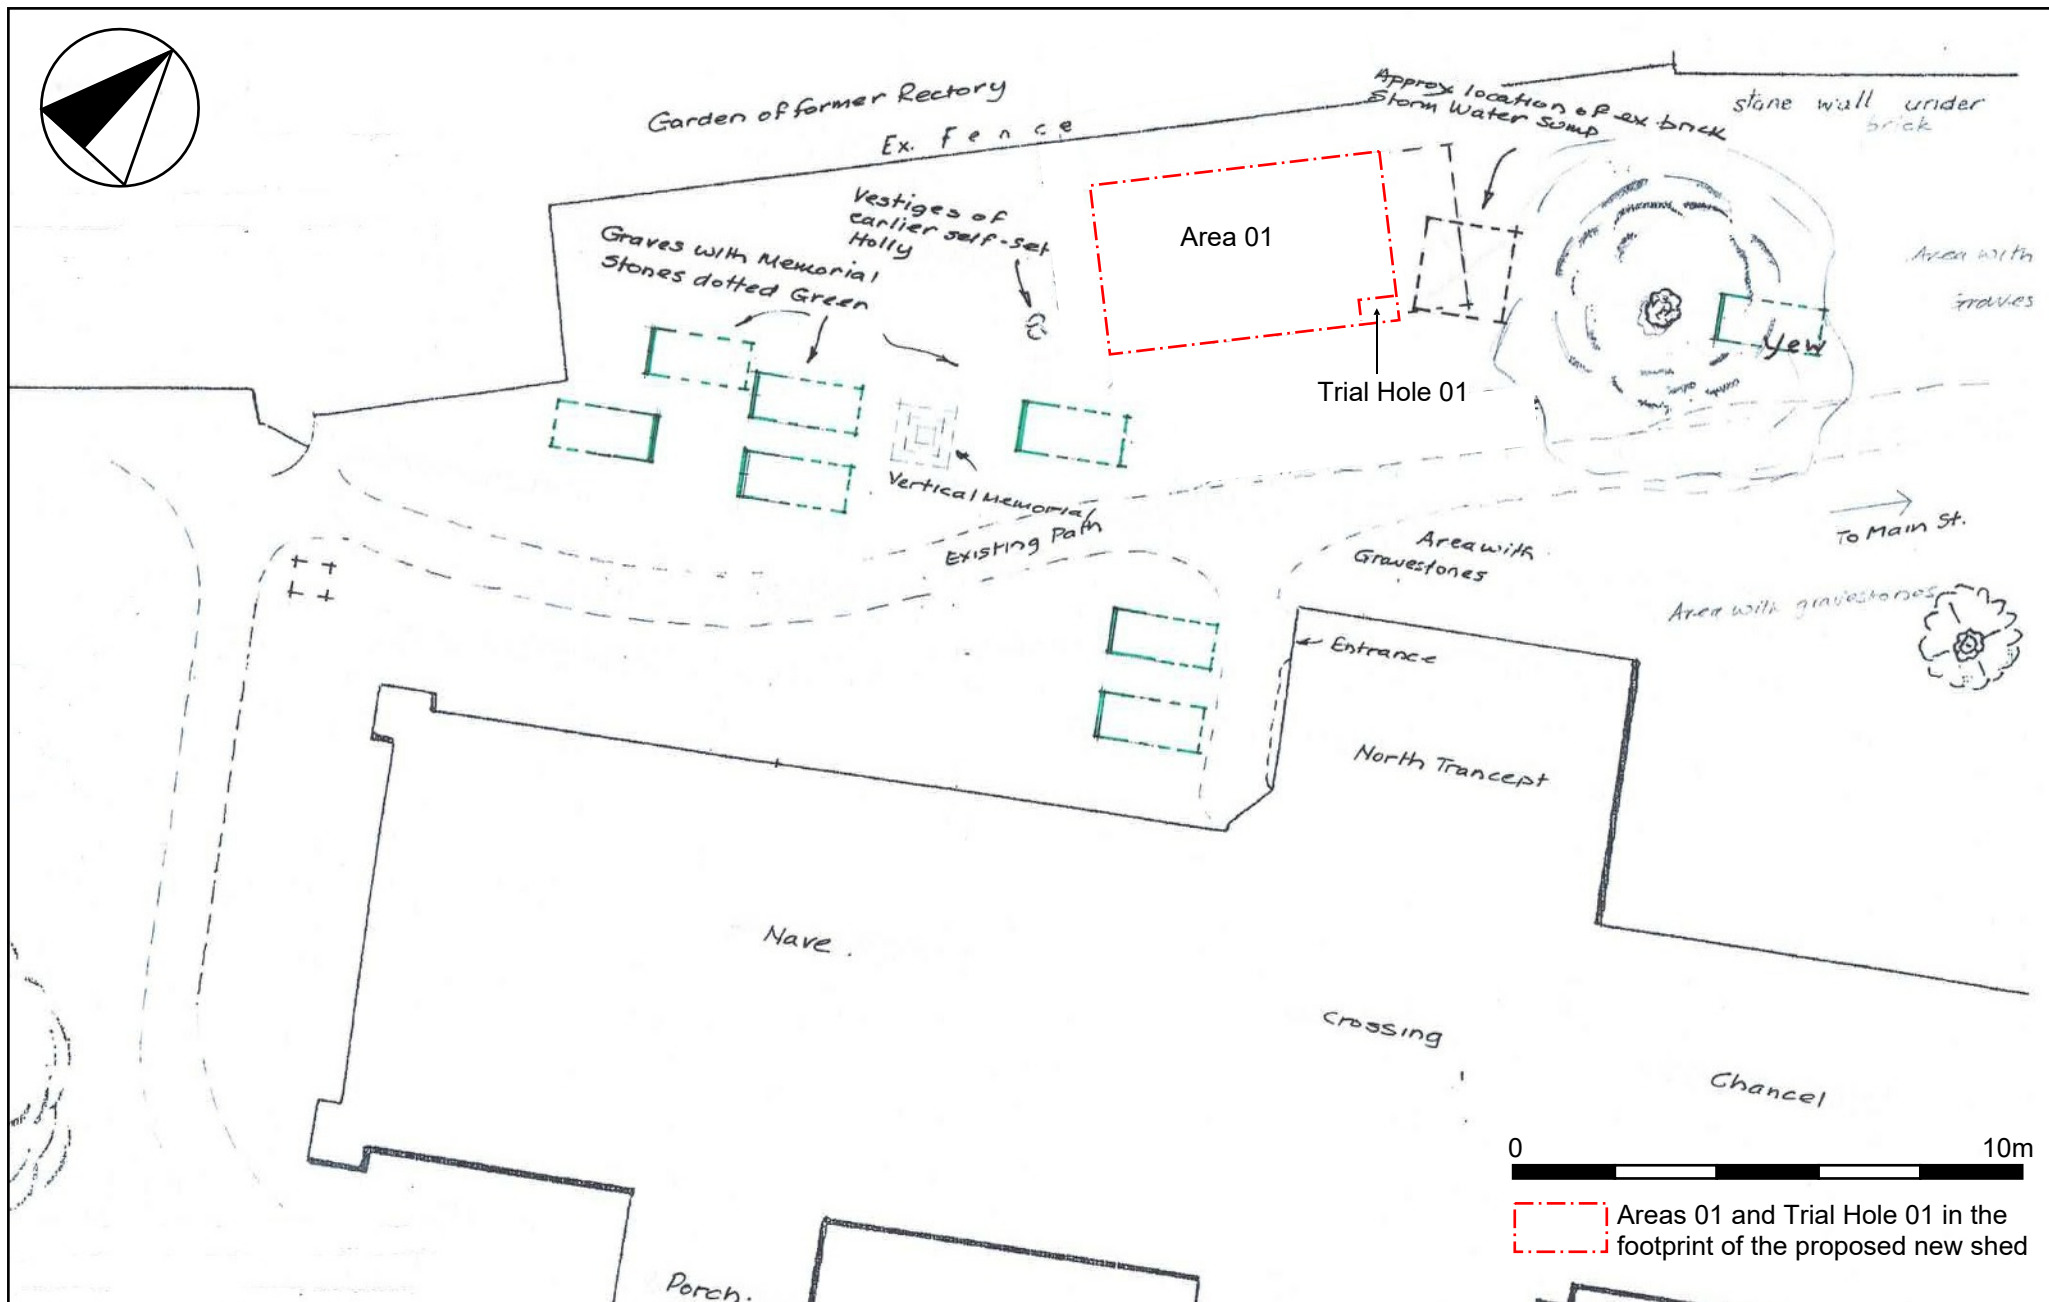 Garden of former Rectory
Ex. Fence
Approx location of ex brick
Storm Water Sump
stone wall under
brick
Vestiges of
earlier self-set
Holly
Graves with Memorial
Stones dotted Green
Area 01
Area with
Graves
Yew
Trial Hole 01
Vertical Memorial
Existing Path
Area with
Gravestones
To Main St.
Area with gravestones
Entrance
North Trancept
Nave.
Crossing
Chancel
Porch.
0 10m
Areas 01 and Trial Hole 01 in the
footprint of the proposed new shed